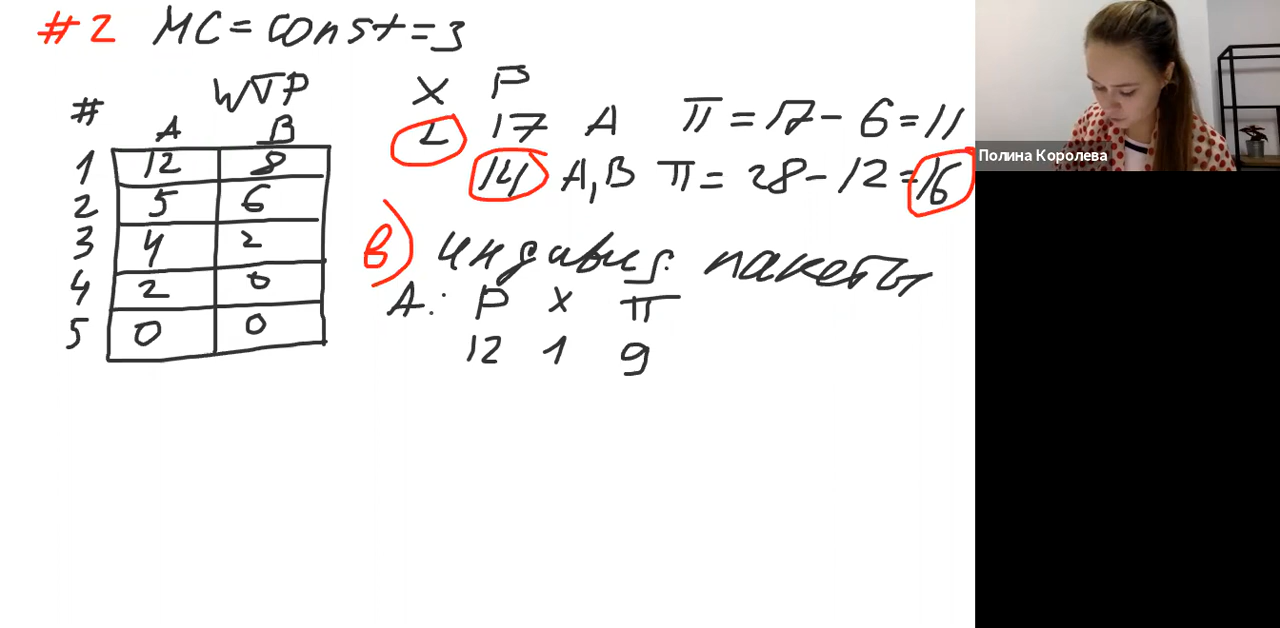 #2 MC = const = 3
WTP
#
A B
1 12 8
2 5 6
3 4 2
4 2 0
5 0 0
X P
2 17 A π = 17 - 6 = 11
14 A, B π = 28 - 12 = 16
в) индивид. пакеты
A: P X π
12 1 9
Полина Королева